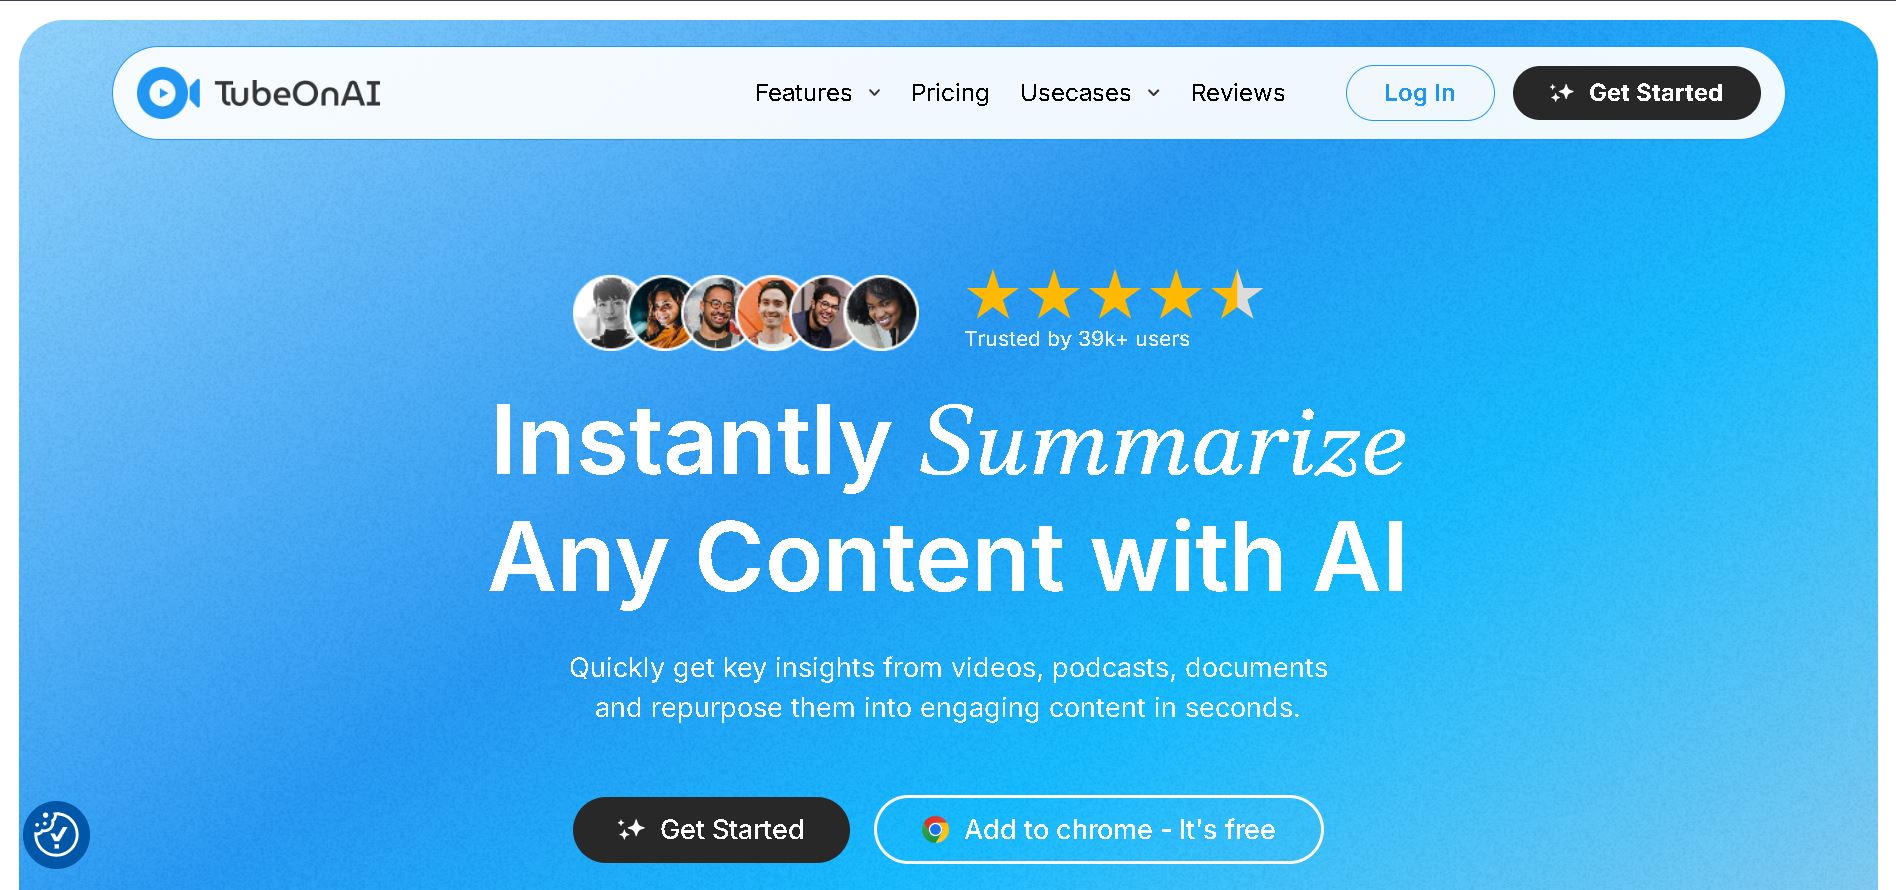 TubeOnAI
Features
Pricing
Usecases
Reviews
Log In
Get Started
Trusted by 39k+ users
Instantly Summarize
Any Content with AI
Quickly get key insights from videos, podcasts, documents
and repurpose them into engaging content in seconds.
Get Started
Add to chrome - It's free